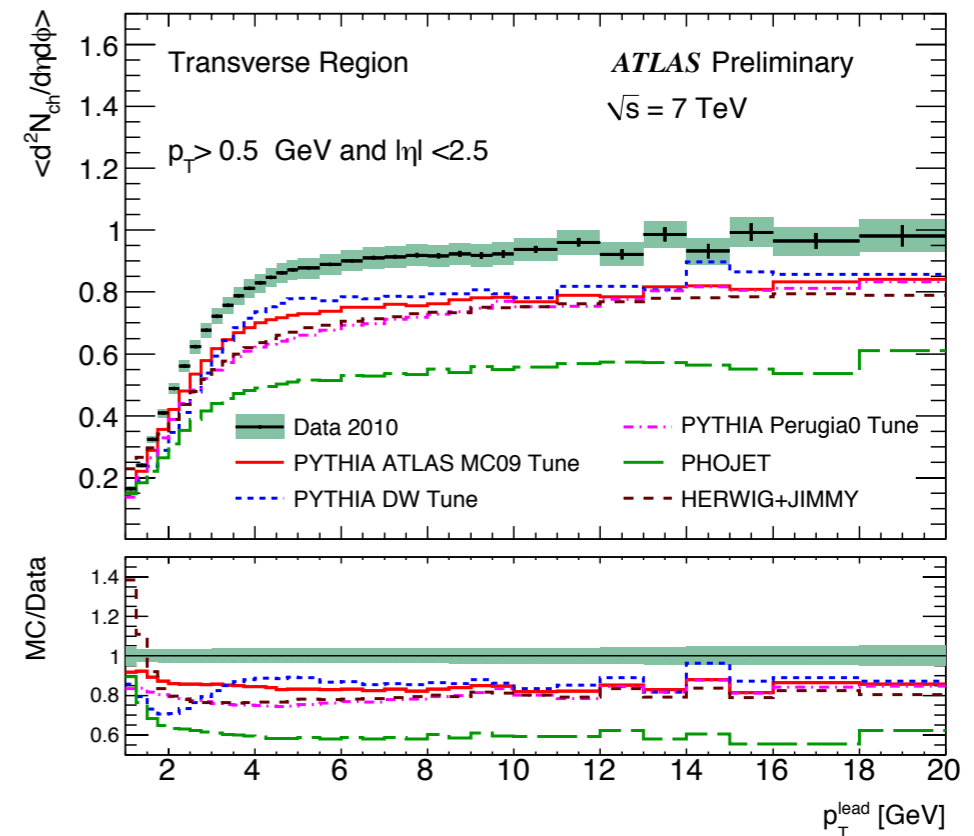 <d²N_ch/dηdφ>
1.6
1.4
1.2
1
0.8
0.6
0.4
0.2
Transverse Region
ATLAS Preliminary
√s = 7 TeV
p_T> 0.5 GeV and |η| <2.5
Data 2010
PYTHIA ATLAS MC09 Tune
PYTHIA DW Tune
PYTHIA Perugia0 Tune
PHOJET
HERWIG+JIMMY
MC/Data
1.4
1.2
1
0.8
0.6
2 4 6 8 10 12 14 16 18 20
p_T^lead [GeV]